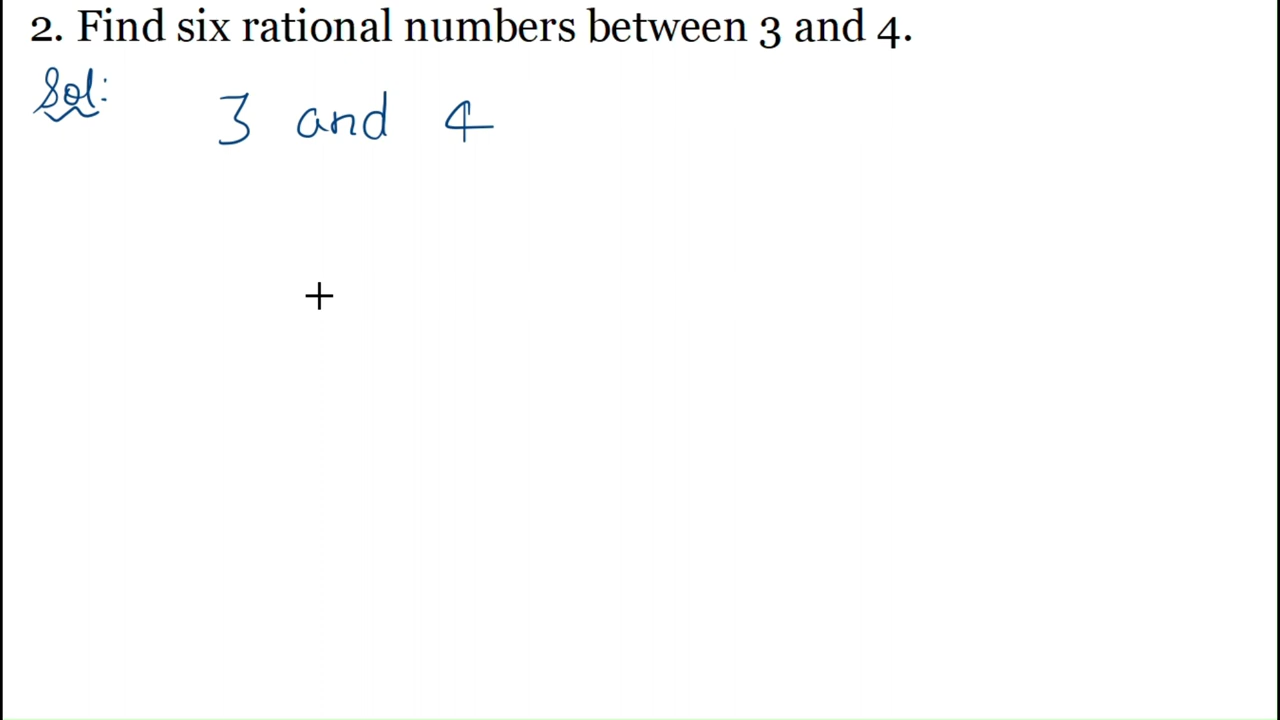 2. Find six rational numbers between 3 and 4.
Sol:
3 and 4